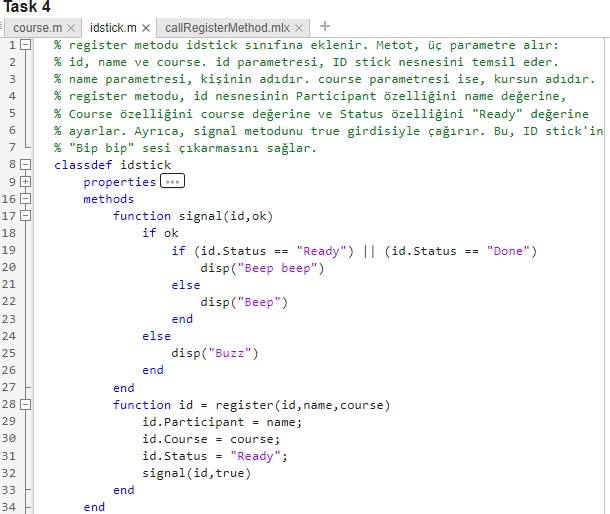 Task 4
course.m × idstick.m × callRegisterMethod.mlx × +
1 % register metodu idstick sınıfına eklenir. Metot, üç parametre alır:
2 % id, name ve course. id parametresi, ID stick nesnesini temsil eder.
3 % name parametresi, kişinin adıdır. course parametresi ise, kursun adıdır.
4 % register metodu, id nesnesinin Participant özelliğini name değerine,
5 % Course özelliğini course değerine ve Status özelliğini "Ready" değerine
6 % ayarlar. Ayrıca, signal metodunu true girdisiyle çağırır. Bu, ID stick'in
7 % "Bip bip" sesi çıkarmasını sağlar.
8 classdef idstick
9 properties ...
16 methods
17 function signal(id,ok)
18 if ok
19 if (id.Status == "Ready") || (id.Status == "Done")
20 disp("Beep beep")
21 else
22 disp("Beep")
23 end
24 else
25 disp("Buzz")
26 end
27 end
28 function id = register(id,name,course)
29 id.Participant = name;
30 id.Course = course;
31 id.Status = "Ready";
32 signal(id,true)
33 end
34 end